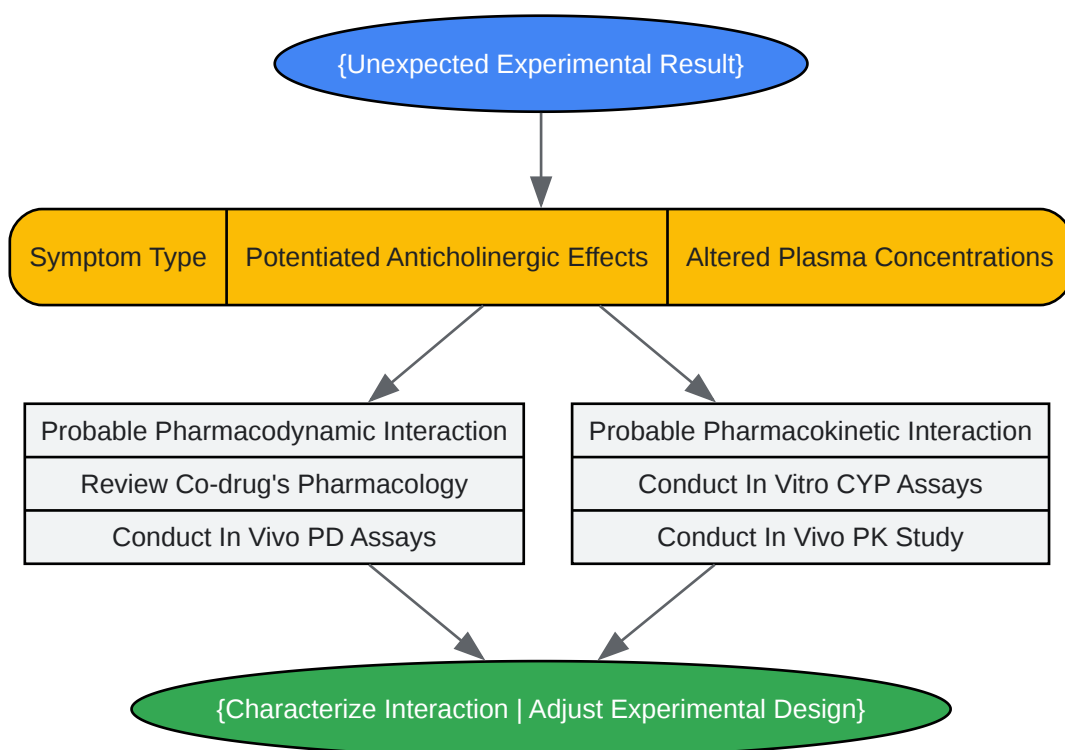 {Unexpected Experimental Result}
Symptom Type
Potentiated Anticholinergic Effects
Altered Plasma Concentrations
Probable Pharmacodynamic Interaction
Review Co-drug's Pharmacology
Conduct In Vivo PD Assays
Probable Pharmacokinetic Interaction
Conduct In Vitro CYP Assays
Conduct In Vivo PK Study
{Characterize Interaction | Adjust Experimental Design}